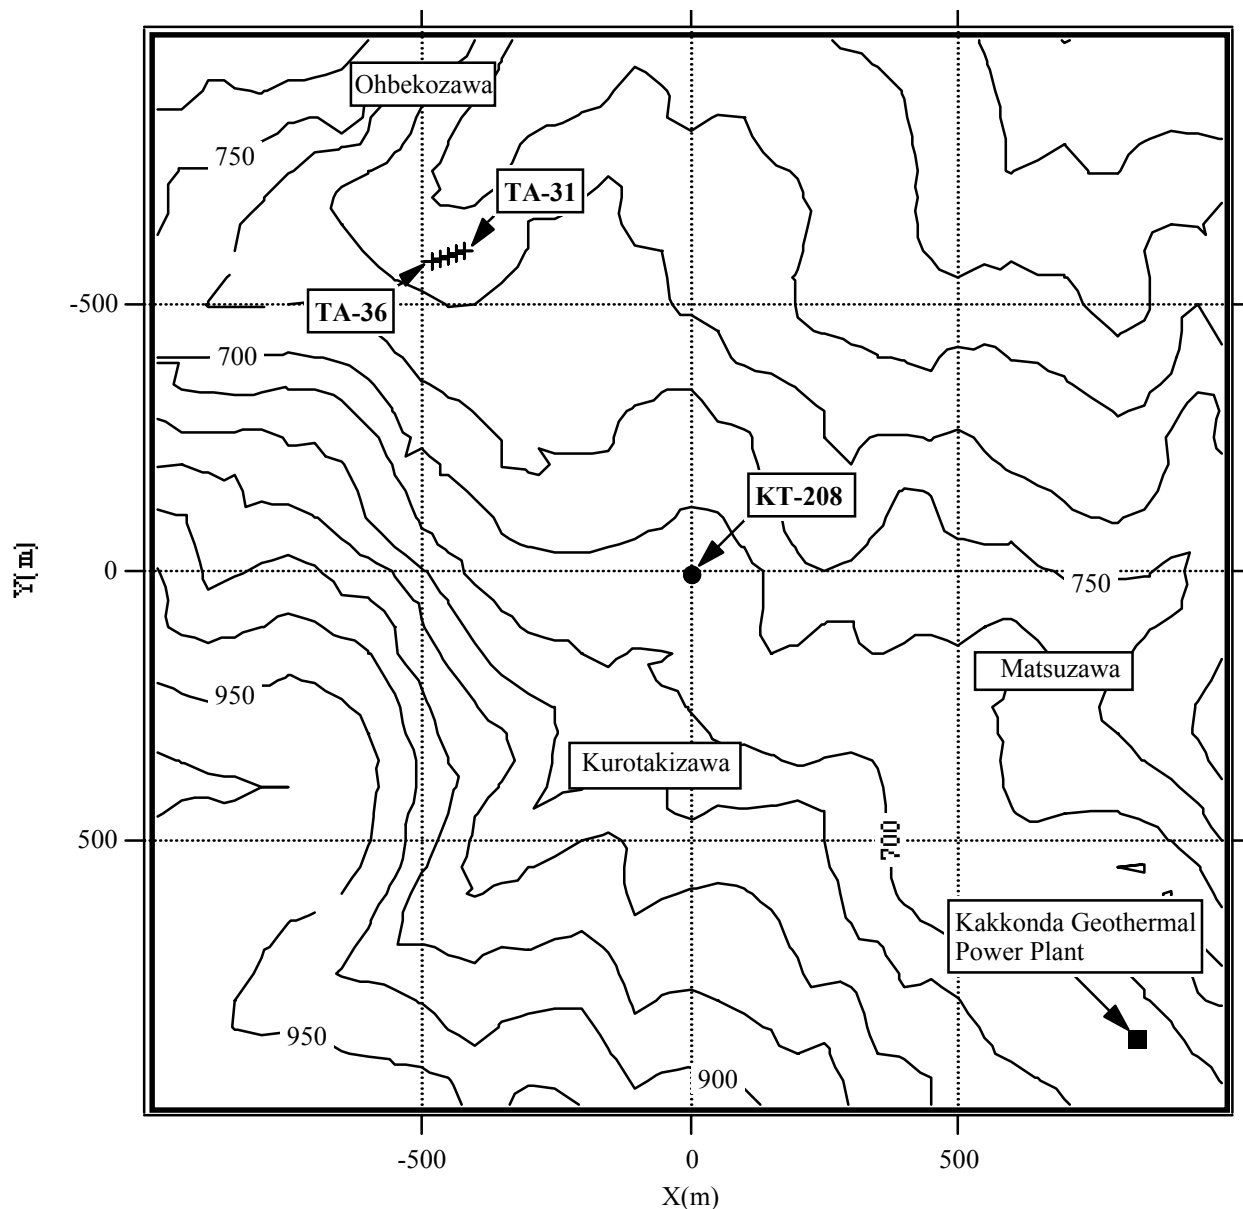 Ohbekozawa
750
TA-31
-500
TA-36
700
KT-208
Y(m)
0
750
Matsuzawa
950
Kurotakizawa
500
700
Kakkonda Geothermal
Power Plant
950
900
-500
0
500
X(m)